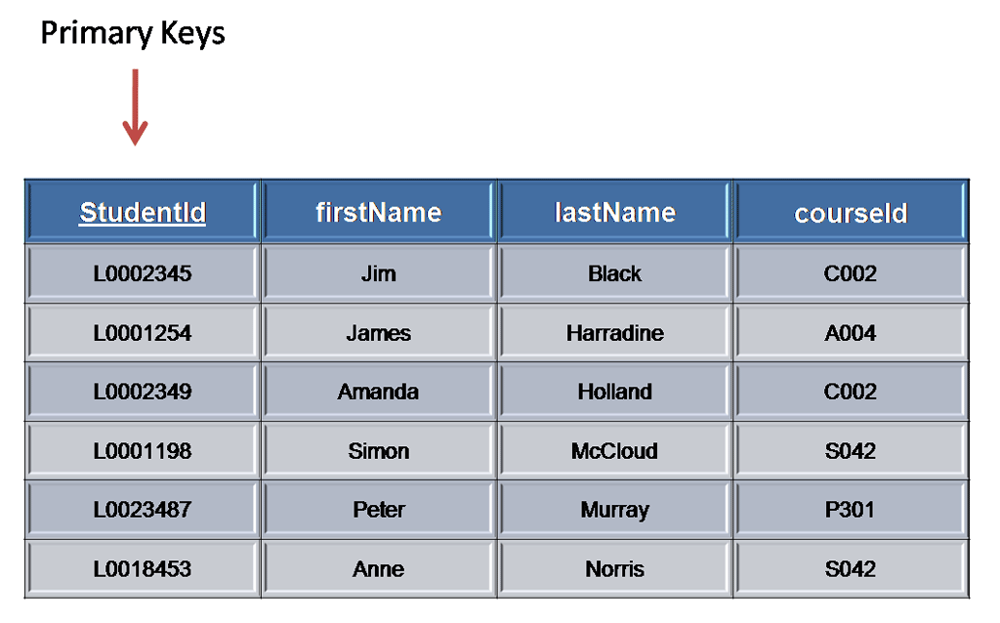 Primary Keys
StudentId firstName lastName courseId
L0002345 Jim Black C002
L0001254 James Harradine A004
L0002349 Amanda Holland C002
L0001198 Simon McCloud S042
L0023487 Peter Murray P301
L0018453 Anne Norris S042